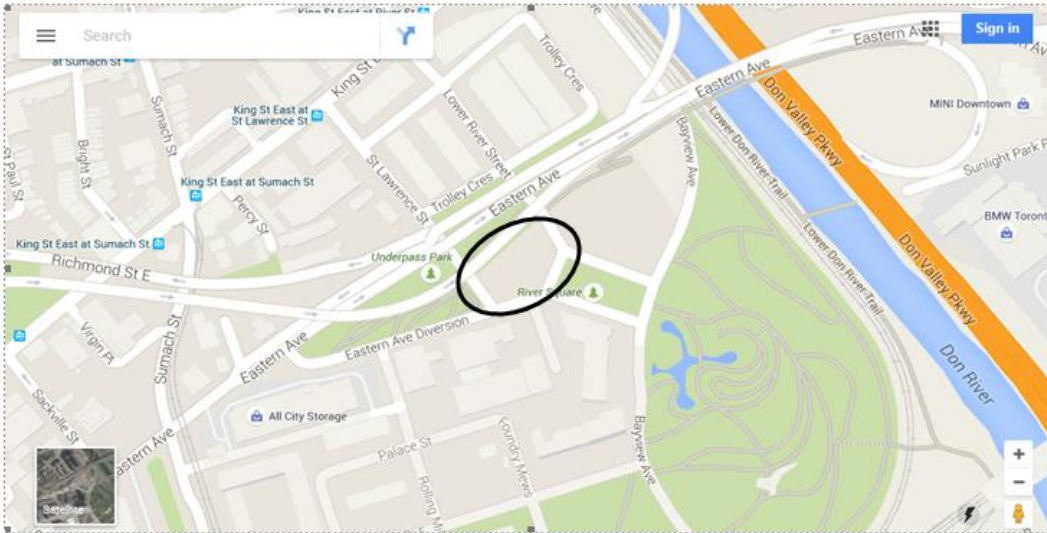 King St East at River St
Search
Sign in
Eastern Ave
at Sumach St
King St E
Trolley Cres
Eastern Ave
Sumach St
King St East at
St Lawrence St
Lower River Street
Bayview Ave
Lower Don River Trail
Don Valley Pkwy
MINI Downtown
St Paul St
Bright St
St Lawrence St
Sunlight Park
King St East at Sumach St
Percy St
Trolley Cres
Eastern Ave
BMW Toront
King St East at Sumach St
Richmond St E
Underpass Park
River Square
Lower Don River Trail
Don Valley Pkwy
Virgin Pl
Sumach St
Eastern Ave
Eastern Ave Diversion
Don River
Sackville St
All City Storage
Eastern Ave
Palace St
Foundry Mews
Bayview Ave
Rolling M
Satellite